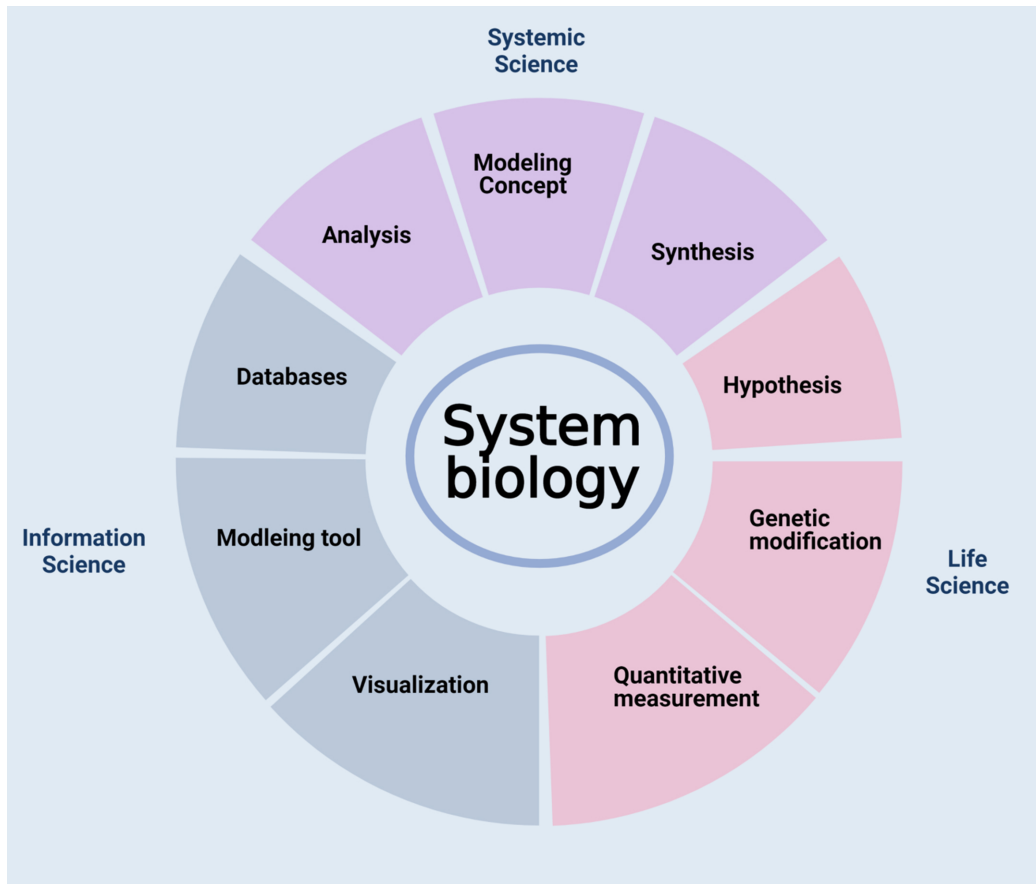 Systemic
Science
Modeling
Concept
Analysis
Synthesis
Databases
Hypothesis
System
biology
Modleing tool
Genetic
modification
Information
Science
Life
Science
Visualization
Quantitative
measurement